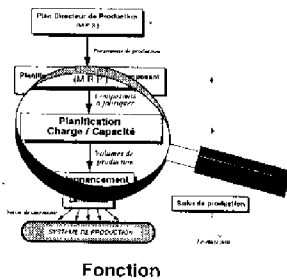 Plan Directeur de Production
(M.P.S)
Programme de production
(M R P)
Composants
à fabriquer
Planification
Charge / Capacité
Volumes de
production
Suivi de production
SYSTEME DE PRODUCTION
Fonction